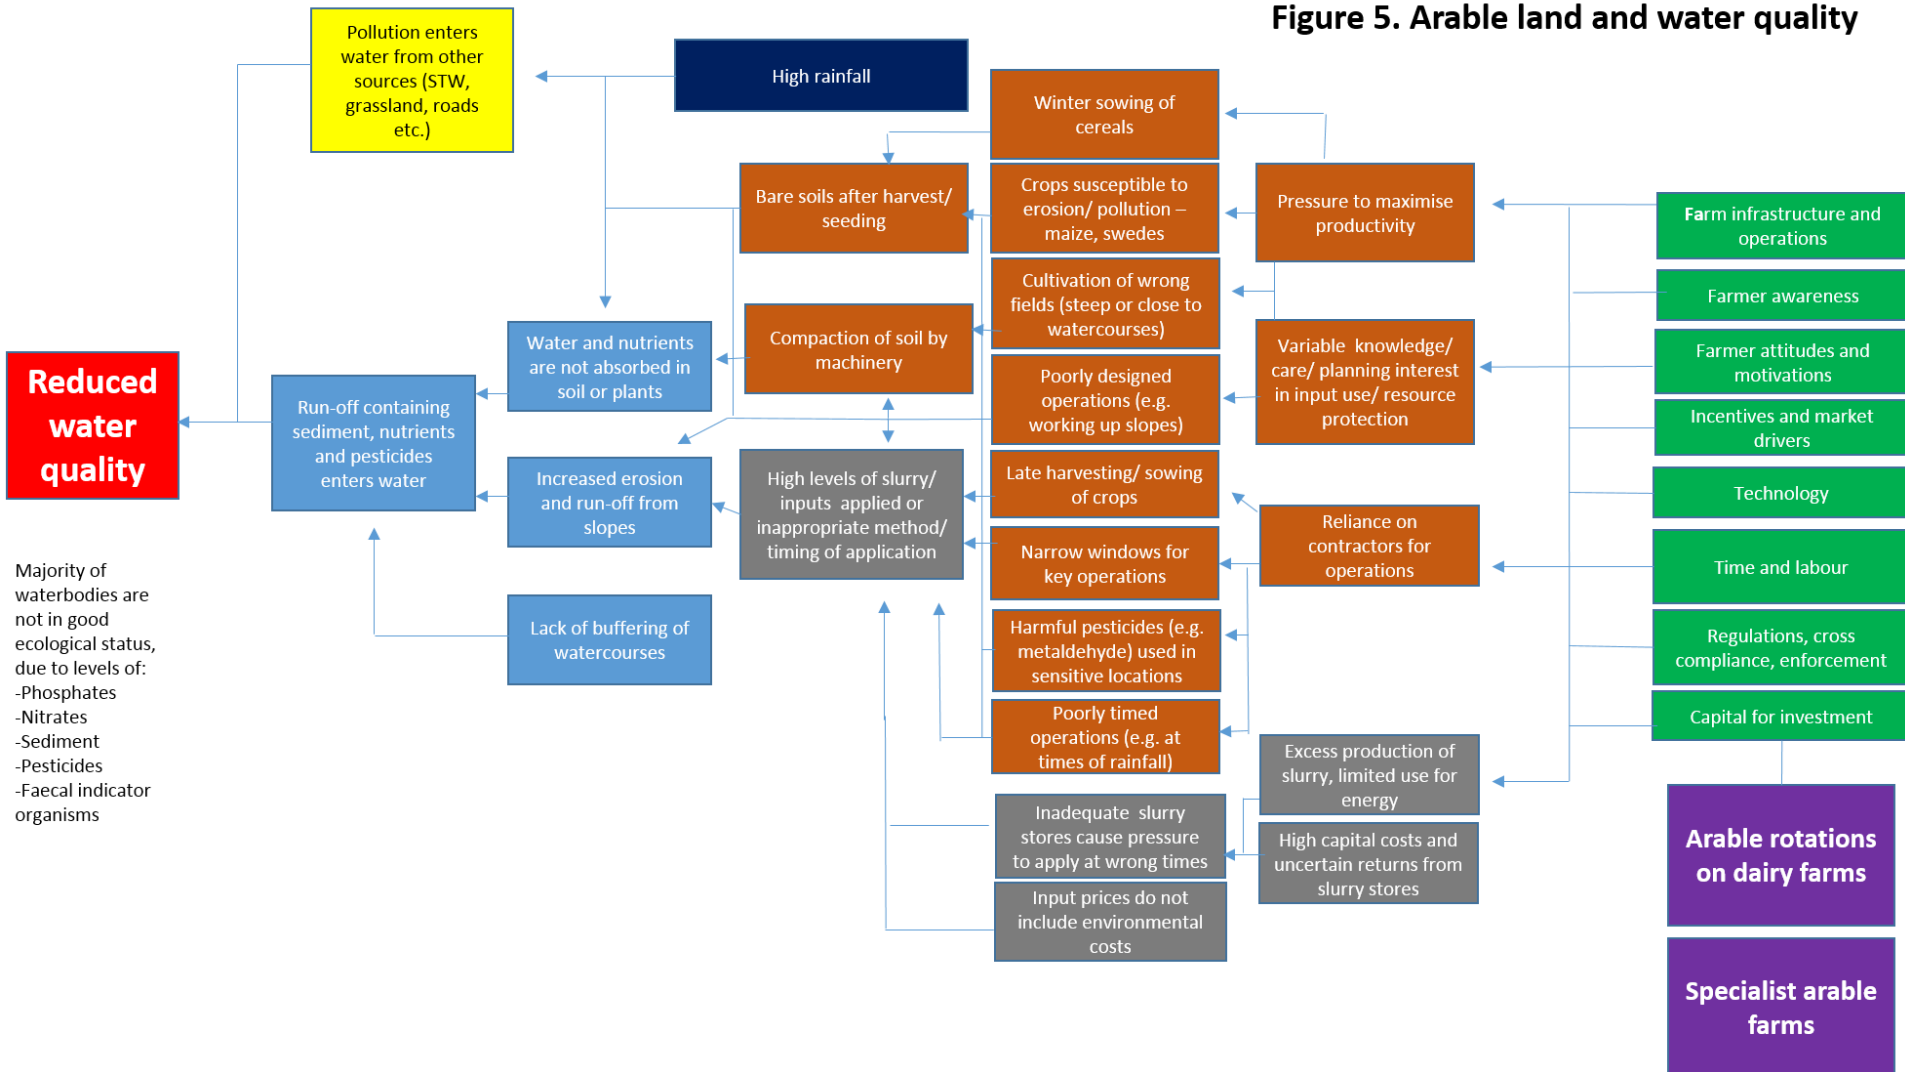 Figure 5. Arable land and water quality
Pollution enters
water from other
sources (STW,
grassland, roads
etc.)
High rainfall
Winter sowing of
cereals
Bare soils after harvest/
seeding
Crops susceptible to
erosion/ pollution –
maize, swedes
Pressure to maximise
productivity
Farm infrastructure and
operations
Cultivation of wrong
fields (steep or close to
watercourses)
Farmer awareness
Reduced
water
quality
Run-off containing
sediment, nutrients
and pesticides
enters water
Water and nutrients
are not absorbed in
soil or plants
Compaction of soil by
machinery
Poorly designed
operations (e.g.
working up slopes)
Variable knowledge/
care/ planning interest
in input use/ resource
protection
Farmer attitudes and
motivations
Incentives and market
drivers
Increased erosion
and run-off from
slopes
High levels of slurry/
inputs applied or
inappropriate method/
timing of application
Late harvesting/ sowing
of crops
Technology
Narrow windows for
key operations
Reliance on
contractors for
operations
Time and labour
Majority of
waterbodies are
not in good
ecological status,
due to levels of:
-Phosphates
-Nitrates
-Sediment
-Pesticides
-Faecal indicator
organisms
Lack of buffering of
watercourses
Harmful pesticides (e.g.
metaldehyde) used in
sensitive locations
Regulations, cross
compliance, enforcement
Poorly timed
operations (e.g. at
times of rainfall)
Capital for investment
Excess production of
slurry, limited use for
energy
Inadequate slurry
stores cause pressure
to apply at wrong times
High capital costs and
uncertain returns from
slurry stores
Input prices do not
include environmental
costs
Arable rotations
on dairy farms
Specialist arable
farms